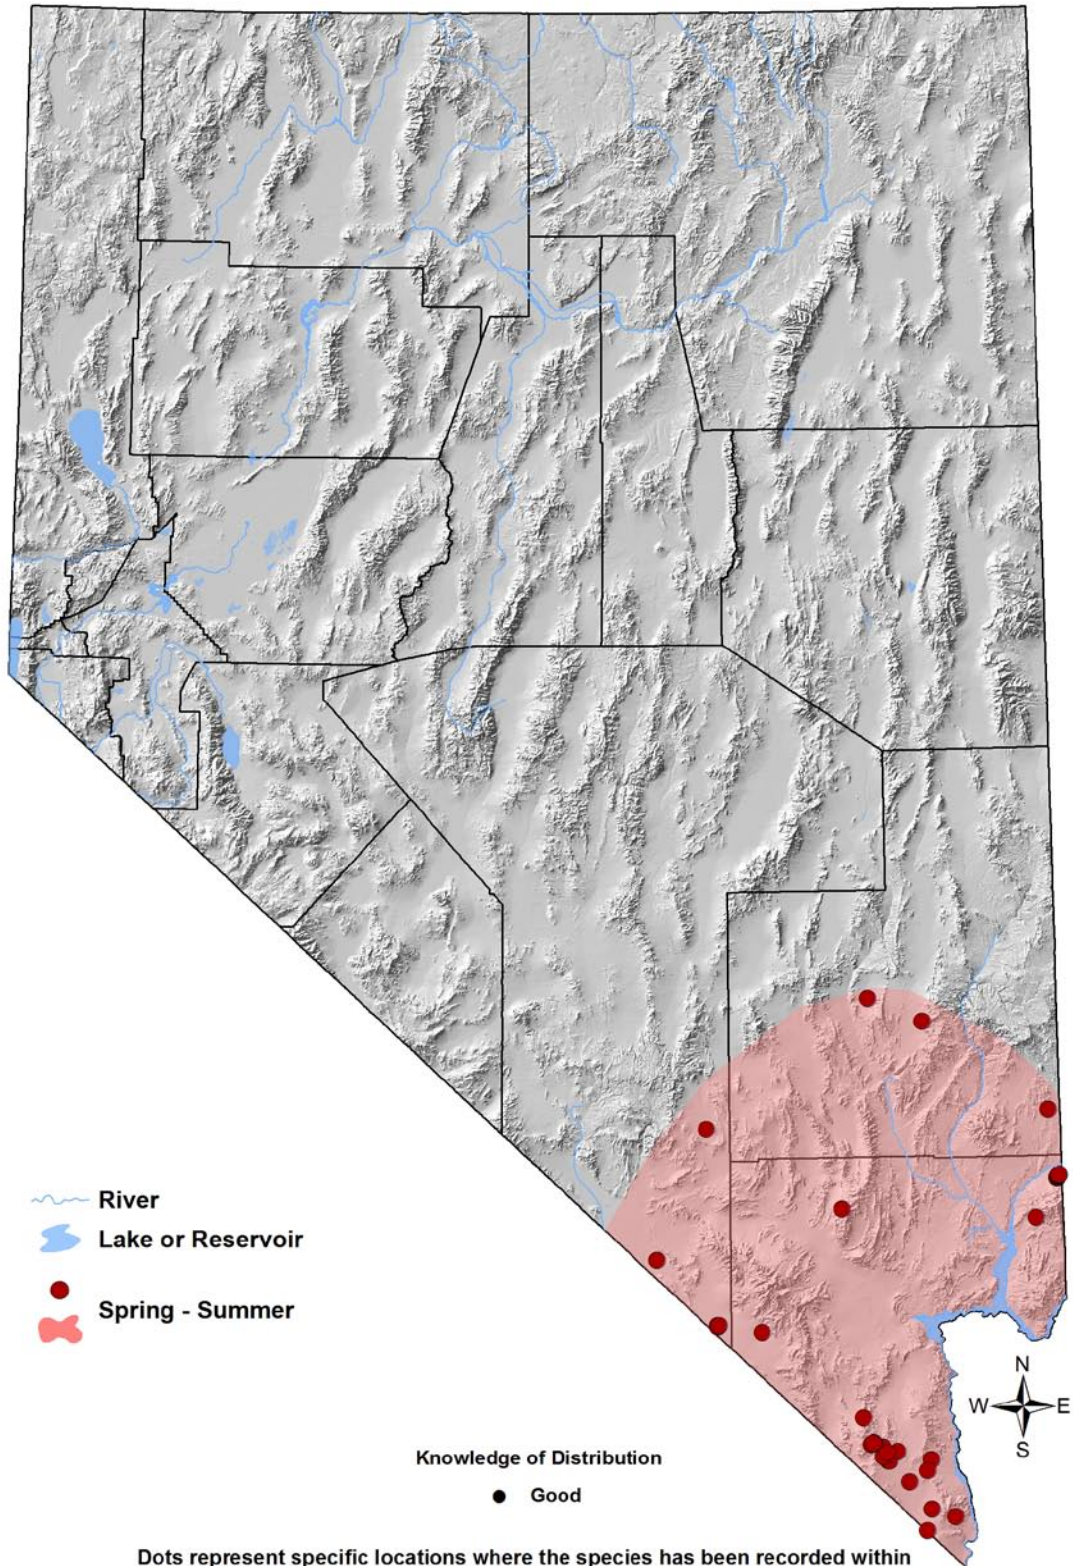 River
Lake or Reservoir
Spring - Summer
N
W E
S
Knowledge of Distribution
Good
Dots represent specific locations where the species has been recorded within